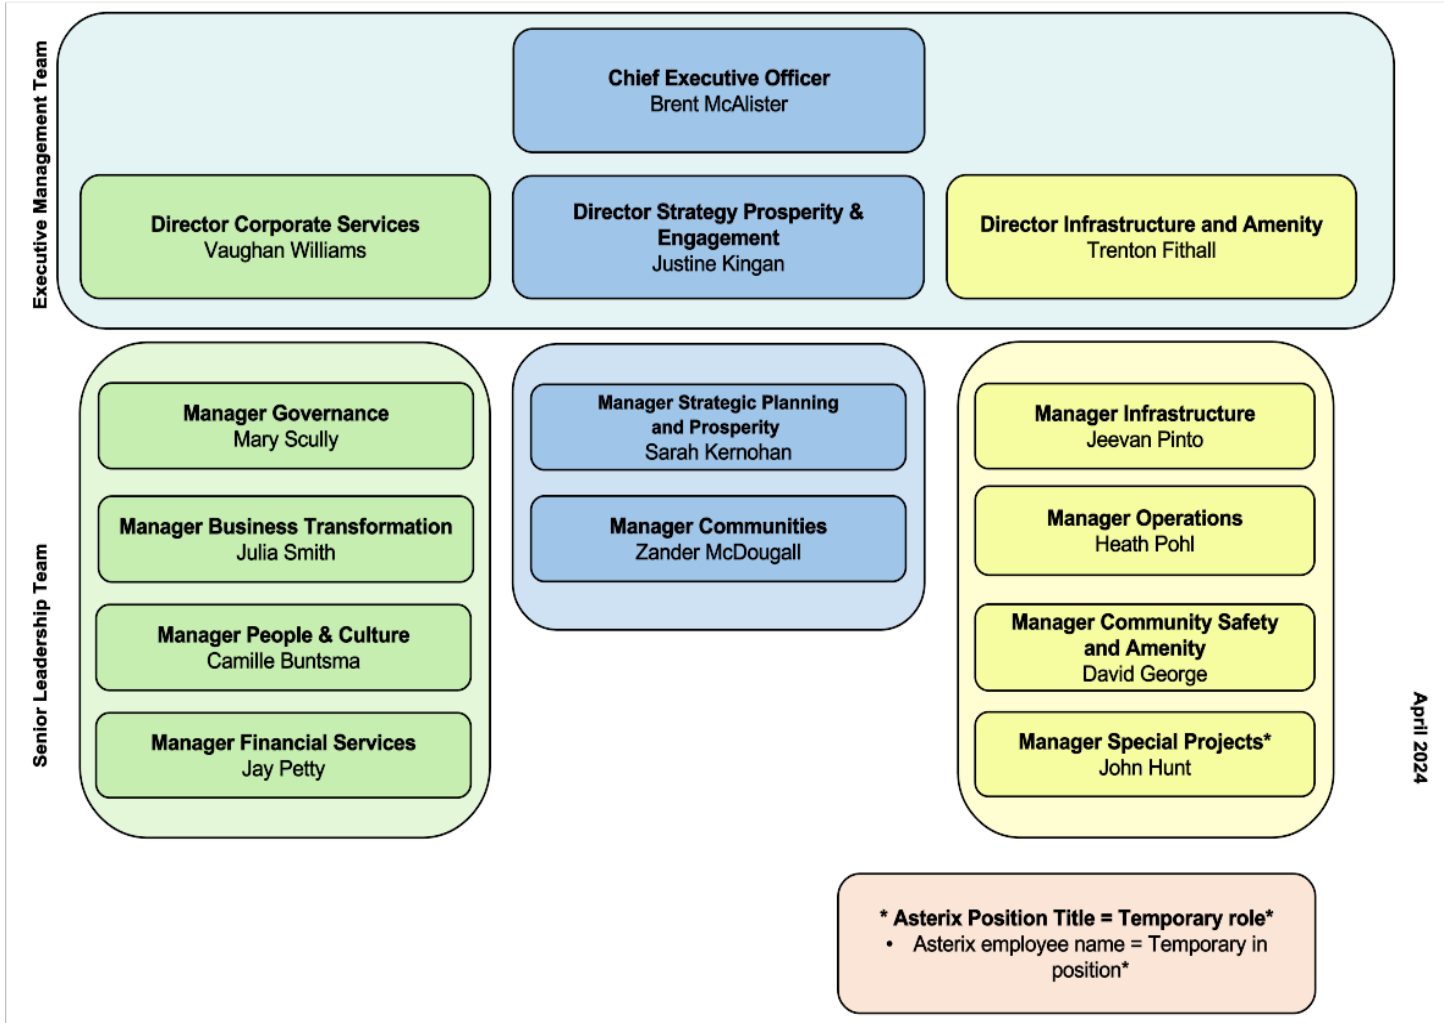 Executive Management Team
Chief Executive Officer
Brent McAlister
Director Corporate Services
Vaughan Williams
Director Strategy Prosperity &
Engagement
Justine Kingan
Director Infrastructure and Amenity
Trenton Fithall
Senior Leadership Team
Manager Governance
Mary Scully
Manager Business Transformation
Julia Smith
Manager People & Culture
Camille Buntsma
Manager Financial Services
Jay Petty
Manager Strategic Planning
and Prosperity
Sarah Kernohan
Manager Communities
Zander McDougall
Manager Infrastructure
Jeevan Pinto
Manager Operations
Heath Pohl
Manager Community Safety
and Amenity
David George
Manager Special Projects*
John Hunt
April 2024
* Asterix Position Title = Temporary role*
• Asterix employee name = Temporary in
position*